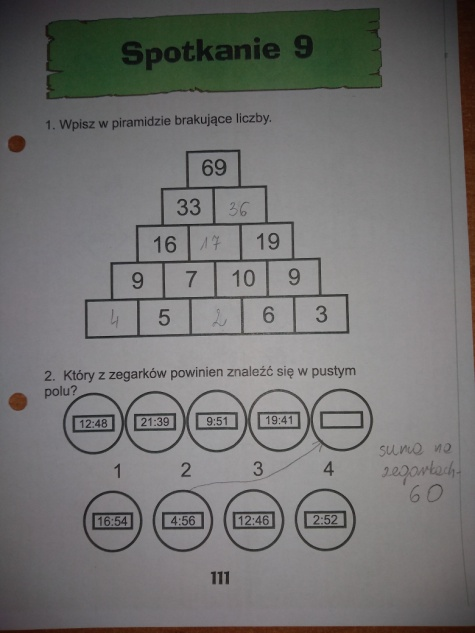 Spotkanie 9
1. Wpisz w piramidzie brakujące liczby.
69
33 36
16 17 19
9 7 10 9
4 5 2 6 3
2. Który z zegarków powinien znaleźć się w pustym
polu?
12:48 21:39 9:51 19:41
1 2 3 4
suma na
zegarkach
60
16:54 4:56 12:46 2:52
111